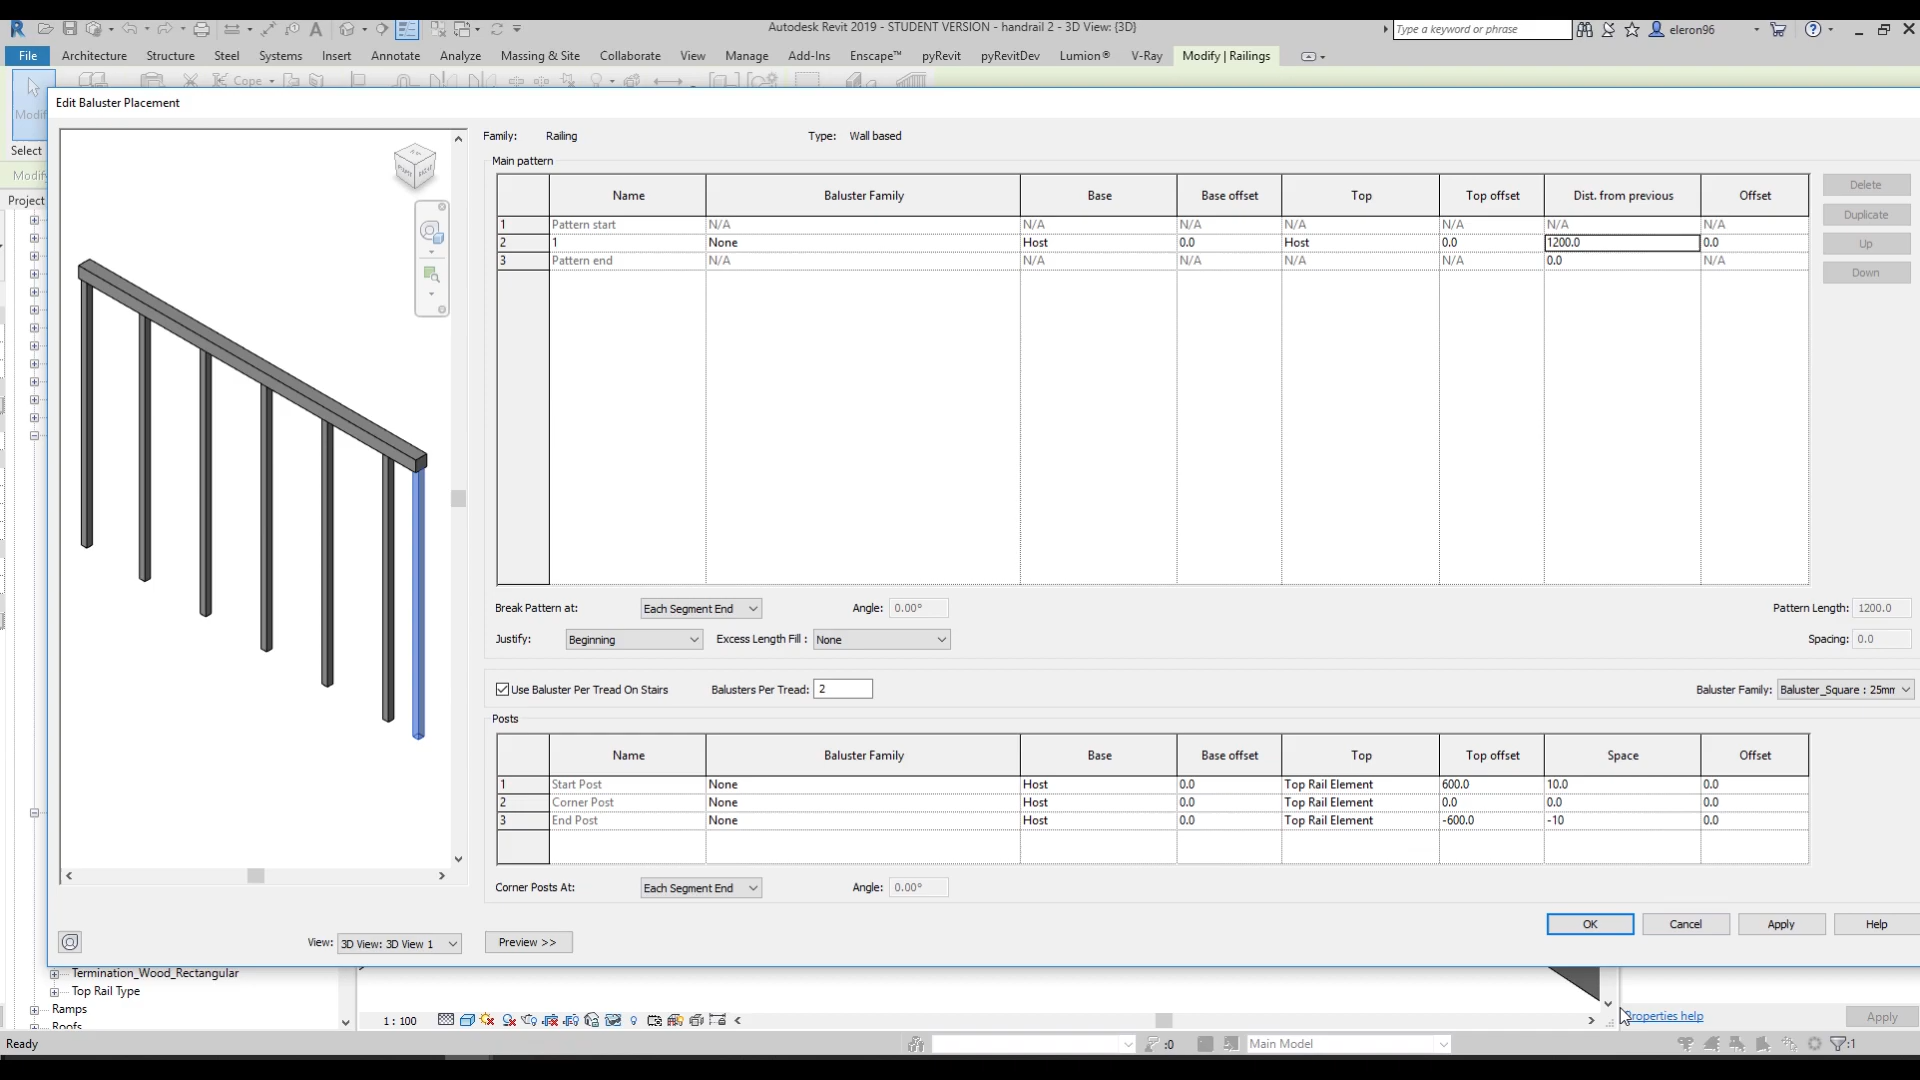 Autodesk Revit 2019 - STUDENT VERSION - handrail 2 - 3D View: {3D}
Type a keyword or phrase
eleron96
File Architecture Structure Steel Systems Insert Annotate Analyze Massing & Site Collaborate View Manage Add-Ins Enscape™ pyRevit pyRevitDev Lumion® V-Ray Modify | Railings
Cope
Edit Baluster Placement
Modif
Select
Modify
Project
Family: Railing Type: Wall based
Main pattern
Name Baluster Family Base Base offset Top Top offset Dist. from previous Offset
1 Pattern start N/A N/A N/A N/A N/A N/A N/A
2 1 None Host 0.0 Host 0.0 1200.0 0.0
3 Pattern end N/A N/A N/A N/A N/A 0.0 N/A
Delete
Duplicate
Up
Down
Break Pattern at: Each Segment End Angle: 0.00° Pattern Length: 1200.0
Justify: Beginning Excess Length Fill : None Spacing: 0.0
Use Baluster Per Tread On Stairs Balusters Per Tread: 2 Baluster Family: Baluster_Square : 25mm
Posts
Name Baluster Family Base Base offset Top Top offset Space Offset
1 Start Post None Host 0.0 Top Rail Element 600.0 10.0 0.0
2 Corner Post None Host 0.0 Top Rail Element 0.0 0.0 0.0
3 End Post None Host 0.0 Top Rail Element -600.0 -10 0.0
Corner Posts At: Each Segment End Angle: 0.00°
OK Cancel Apply Help
View: 3D View: 3D View 1 Preview >>
Termination_Wood_Rectangular
Top Rail Type
Ramps
Roofs
1 : 100
Properties help Apply
Ready :0 Main Model :1